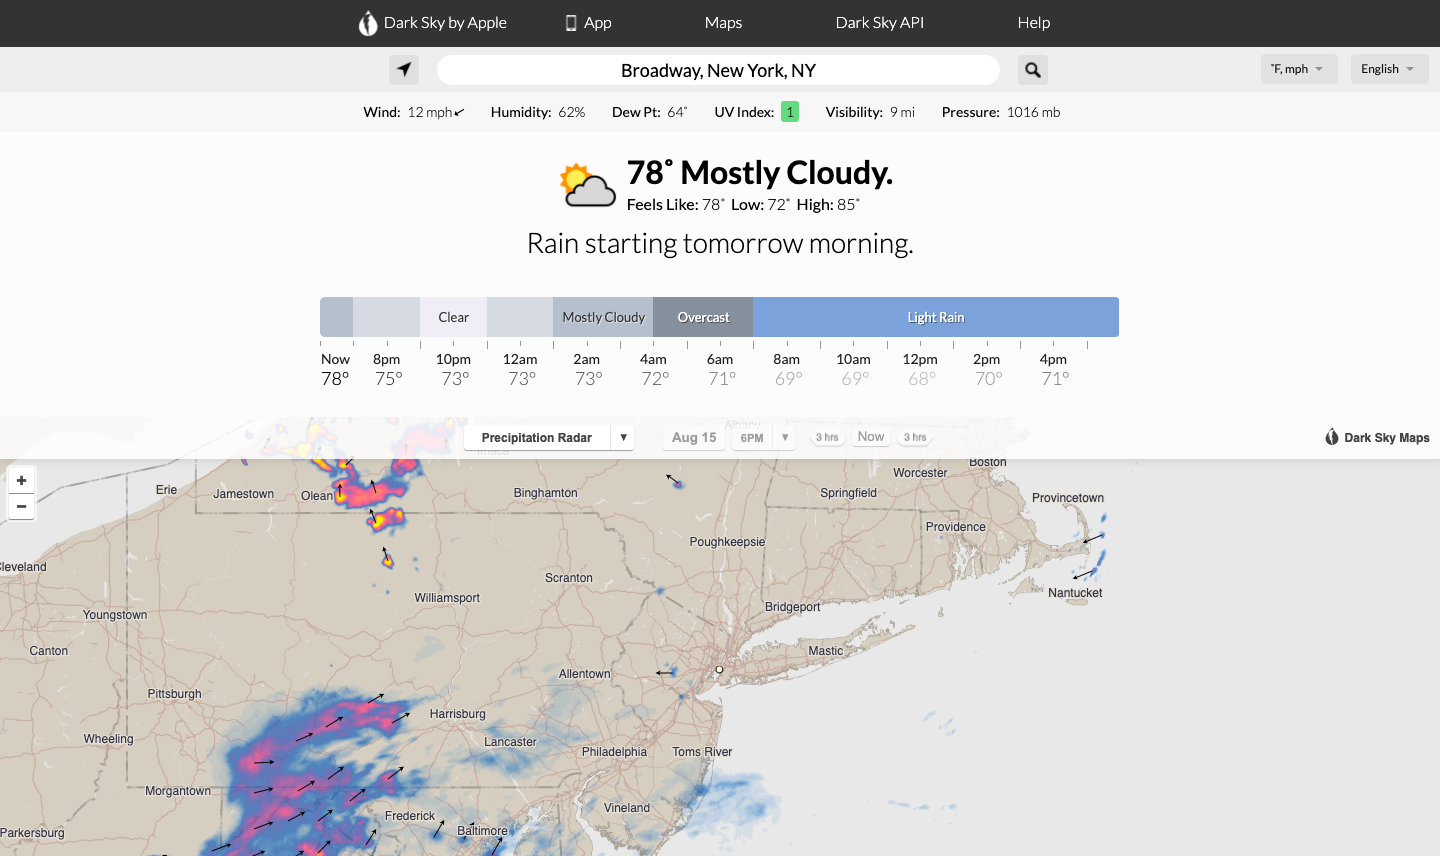 Dark Sky by Apple App Maps Dark Sky API Help
Broadway, New York, NY
˚F, mph English
Wind: 12 mph Humidity: 62% Dew Pt: 64˚ UV Index: 1 Visibility: 9 mi Pressure: 1016 mb
78˚ Mostly Cloudy.
Feels Like: 78˚ Low: 72˚ High: 85˚
Rain starting tomorrow morning.
Clear Mostly Cloudy Overcast Light Rain
Now 8pm 10pm 12am 2am 4am 6am 8am 10am 12pm 2pm 4pm
78° 75° 73° 73° 73° 72° 71° 69° 69° 68° 70° 71°
Albany
Precipitation Radar ▼ Aug 15 6PM ▼ 3 hrs Now 3 hrs Dark Sky Maps
Ithaca
Boston
Worcester
+
Erie Jamestown Olean Binghamton Springfield Provincetown
−
Providence
Poughkeepsie
Cleveland
Scranton
Nantucket
Williamsport
Bridgeport
Youngstown
Canton Mastic
Allentown
Pittsburgh
Harrisburg
Wheeling Lancaster
Philadelphia Toms River
Morgantown
Vineland
Frederick
Parkersburg Baltimore